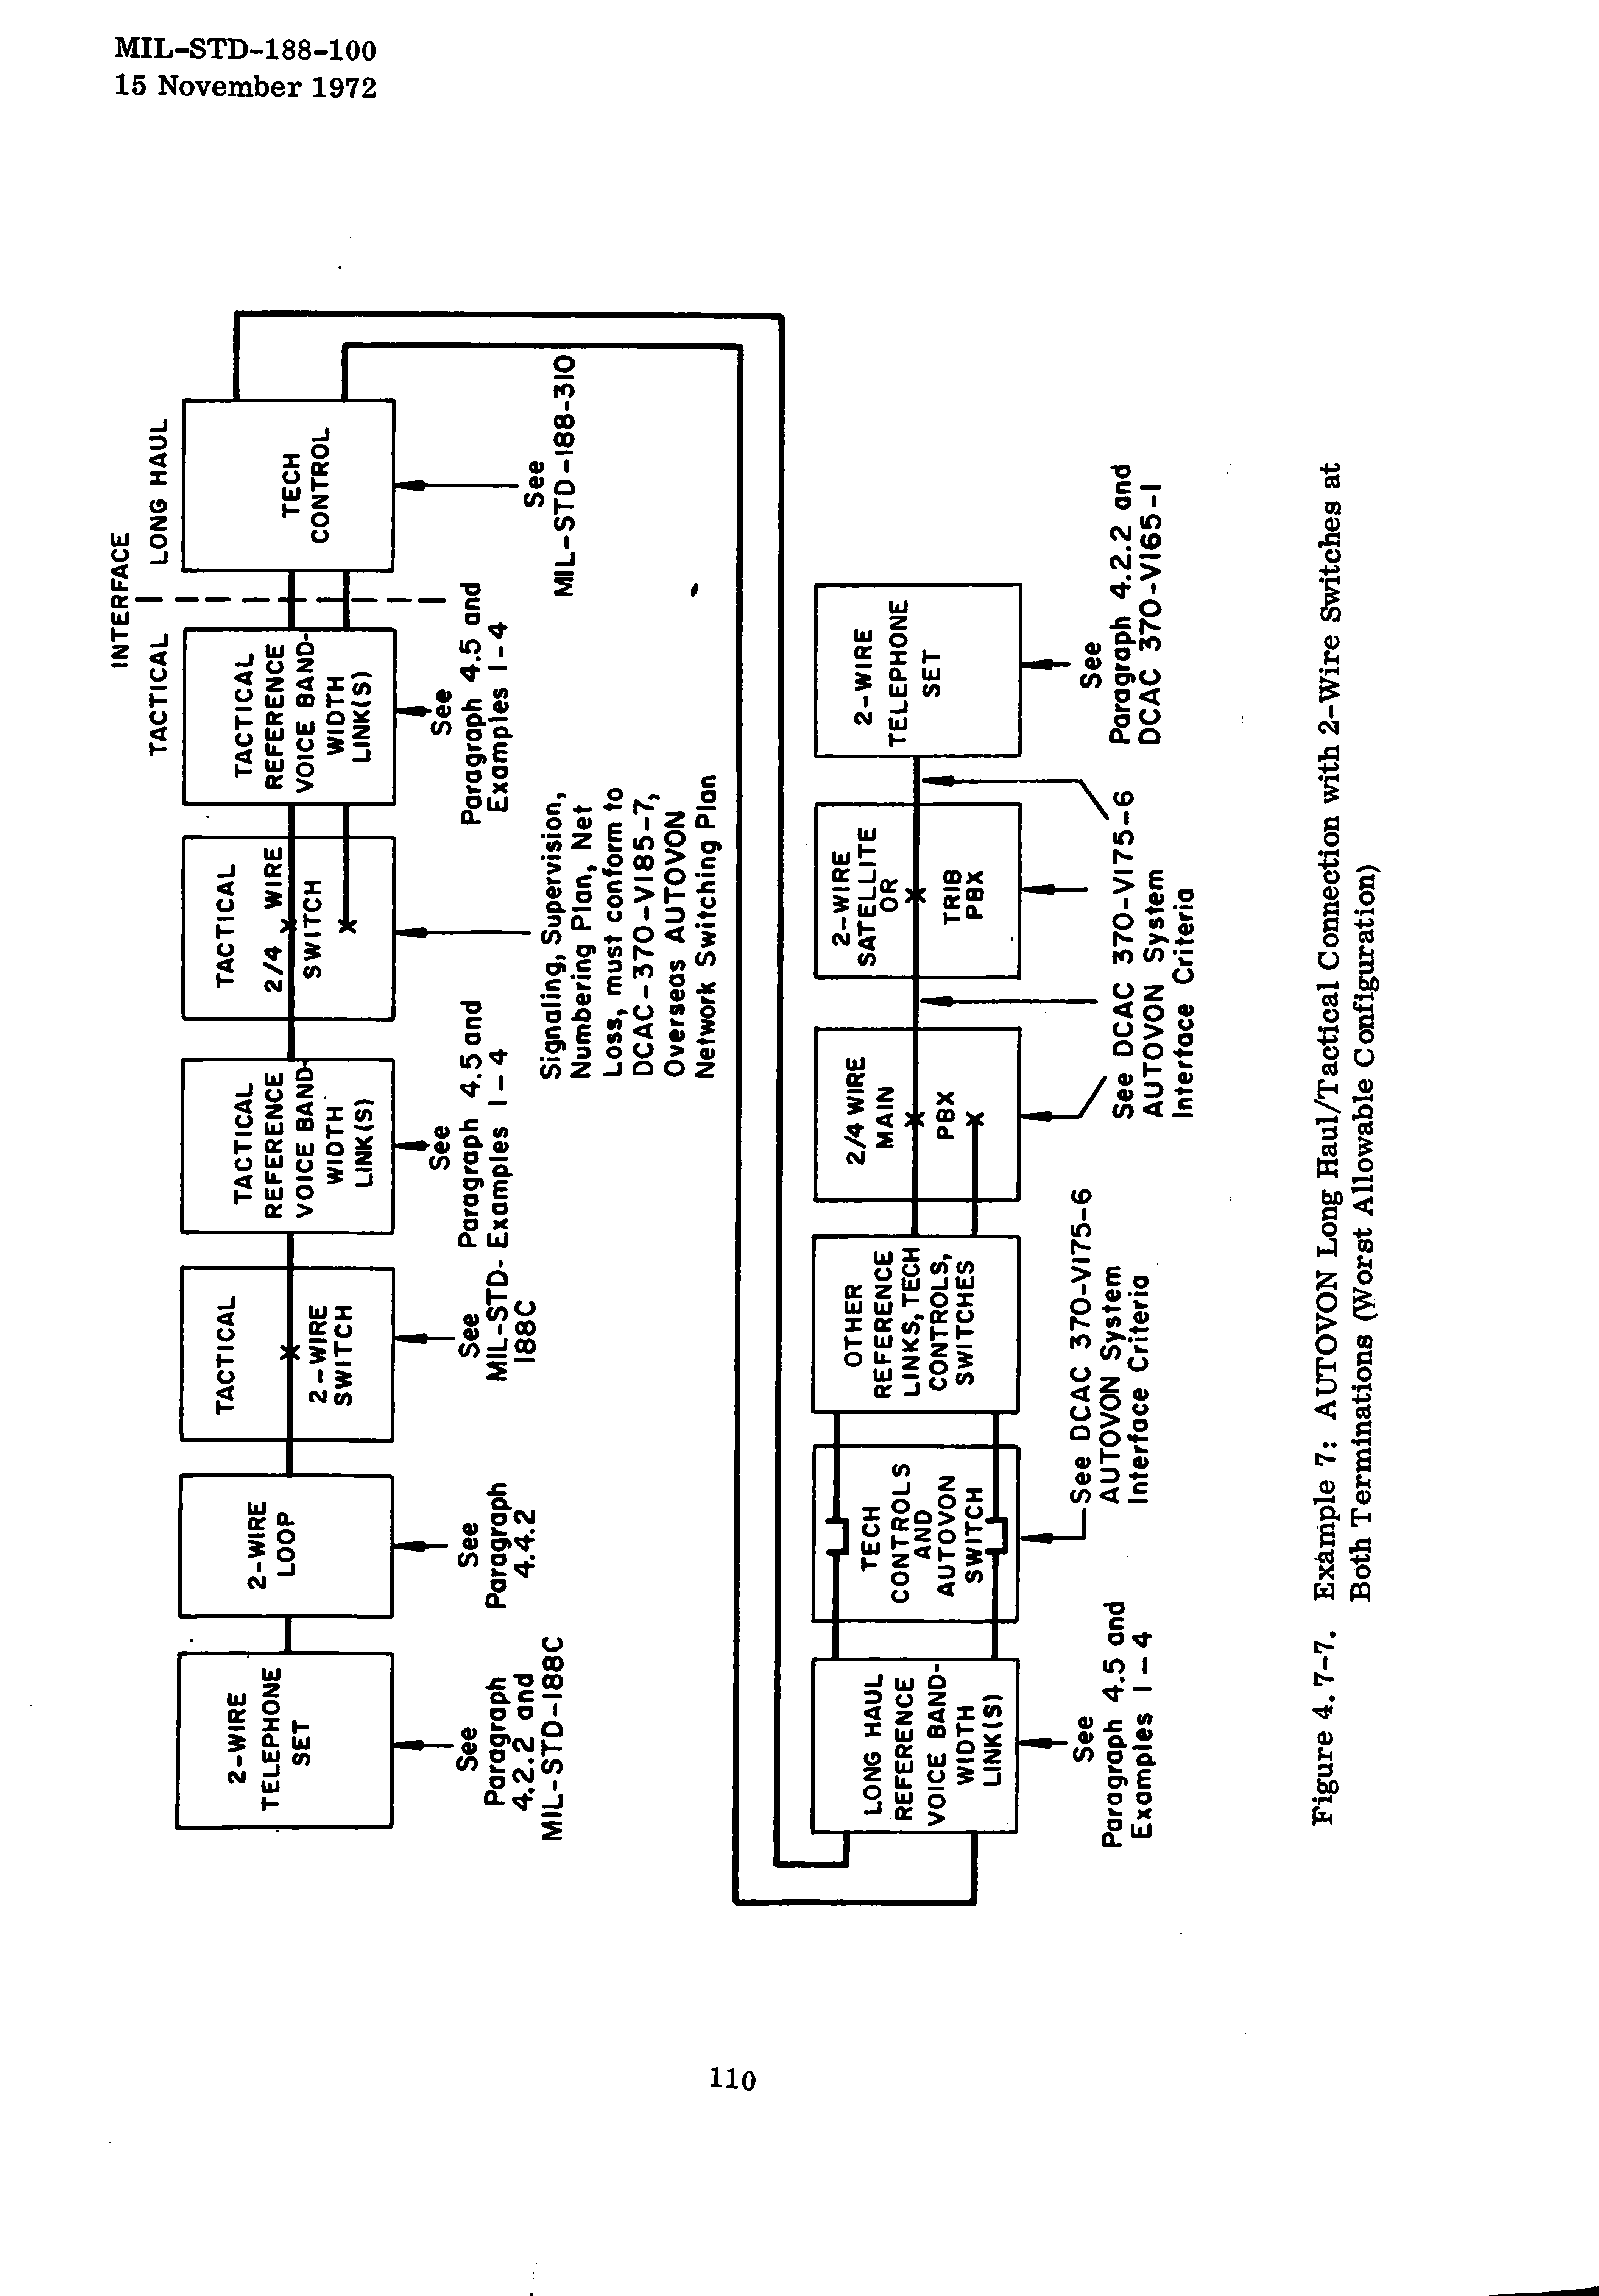 MIL-STD-188-100
15 November 1972
INTERFACE
TACTICAL
LONG HAUL
2-WIRE
TELEPHONE
SET
2-WIRE
LOOP
TACTICAL
2-WIRE
SWITCH
TACTICAL
REFERENCE
VOICE BAND-
WIDTH
LINK(S)
TACTICAL
2/4 WIRE
SWITCH
TACTICAL
REFERENCE
VOICE BAND-
WIDTH
LINK(S)
TECH
CONTROL
See
Paragraph
4.2.2 and
MIL-STD-188C
See
Paragraph
4.4.2
See
MIL-STD-
188C
See
Paragraph 4.5 and
Examples 1-4
Signaling, Supervision,
Numbering Plan, Net
Loss, must conform to
DCAC-370-V185-7,
Overseas AUTOVON
Network Switching Plan
See
Paragraph 4.5 and
Examples 1-4
See
MIL-STD-188-310
LONG HAUL
REFERENCE
VOICE BAND-
WIDTH
LINK(S)
TECH
CONTROLS
AND
AUTOVON
SWITCH
OTHER
REFERENCE
LINKS, TECH
CONTROLS,
SWITCHES
2/4 WIRE
MAIN
PBX
2-WIRE
SATELLITE
OR
TRIB
PBX
2-WIRE
TELEPHONE
SET
See
Paragraph 4.5 and
Examples 1-4
See DCAC 370-V175-6
AUTOVON System
Interface Criteria
See DCAC 370-V175-6
AUTOVON System
Interface Criteria
See
Paragraph 4.2.2 and
DCAC 370-V165-1
Figure 4.7-7. Example 7: AUTOVON Long Haul/Tactical Connection with 2-Wire Switches at
Both Terminations (Worst Allowable Configuration)
110